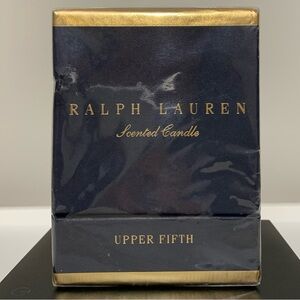 RALPH LAUREN
Scented Candle
UPPER FIFTH